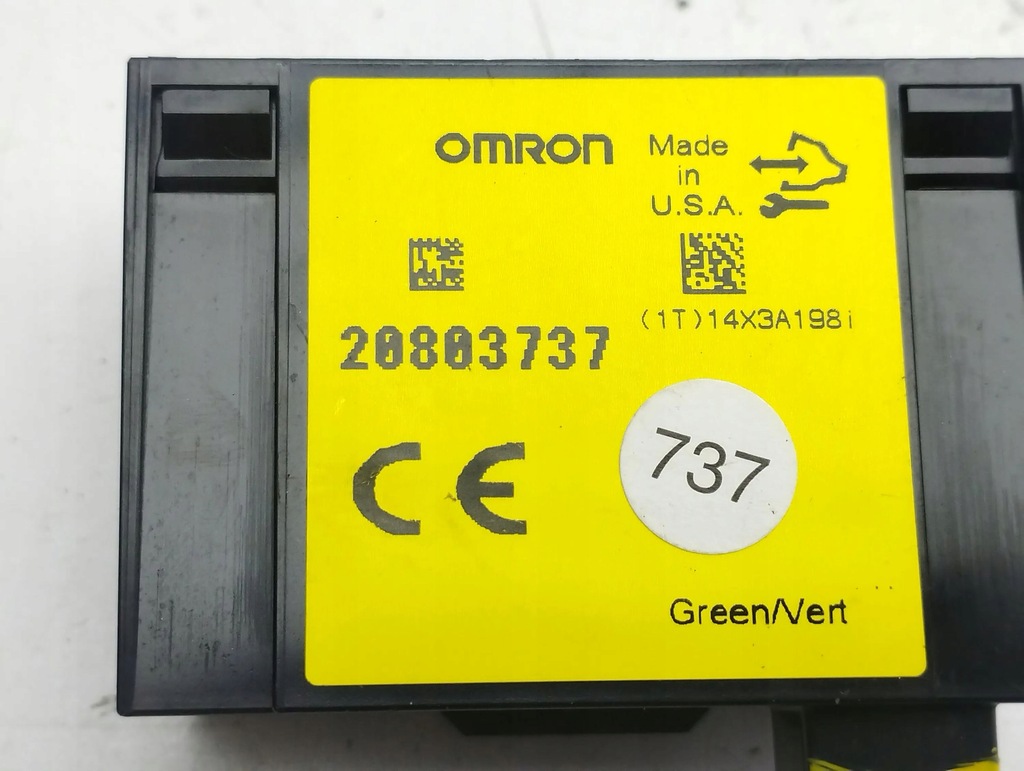 OMRON
Made
in
U.S.A.
(1T)14X3A198i
20803737
CE
737
Green/Vert